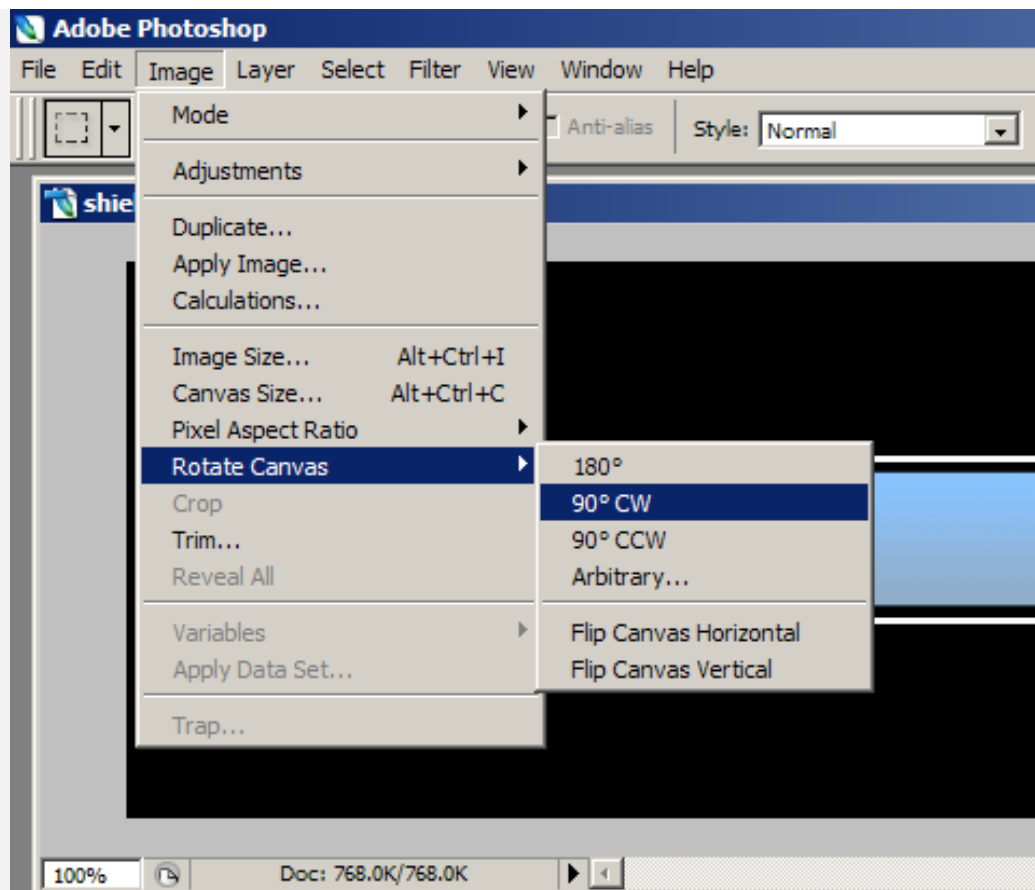 Adobe Photoshop
File Edit Image Layer Select Filter View Window Help
Mode
Anti-alias Style: Normal
Adjustments
shie
Duplicate...
Apply Image...
Calculations...
Image Size... Alt+Ctrl+I
Canvas Size... Alt+Ctrl+C
Pixel Aspect Ratio
Rotate Canvas
Crop
Trim...
Reveal All
Variables
Apply Data Set...
Trap...
180°
90° CW
90° CCW
Arbitrary...
Flip Canvas Horizontal
Flip Canvas Vertical
100% Doc: 768.0K/768.0K